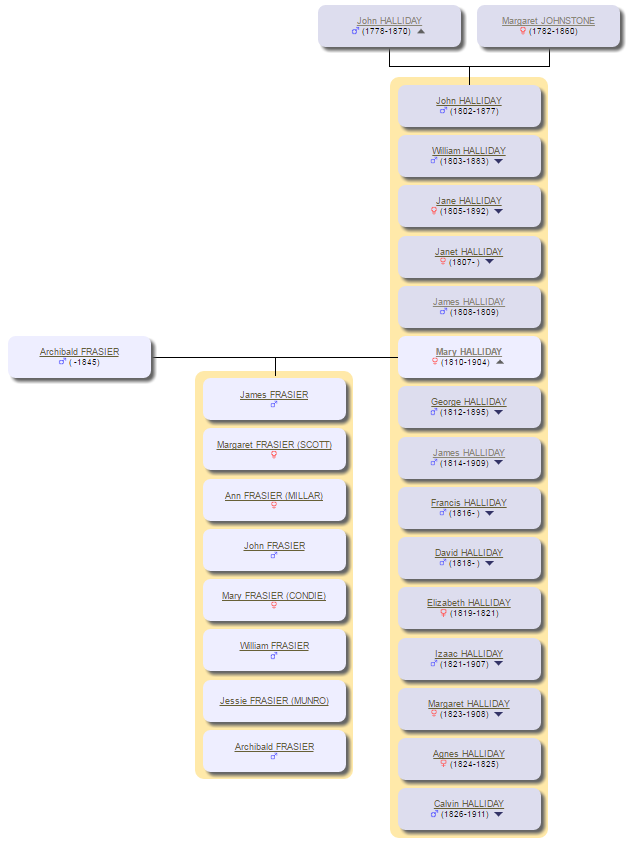 John HALLIDAY
♂ (1778-1870)
Margaret JOHNSTONE
♀ (1782-1860)
John HALLIDAY
♂ (1802-1877)
William HALLIDAY
♂ (1803-1883)
Jane HALLIDAY
♀ (1805-1892)
Janet HALLIDAY
♀ (1807- )
James HALLIDAY
♂ (1808-1809)
Archibald FRASIER
♂ ( -1845)
Mary HALLIDAY
♀ (1810-1904)
James FRASIER
♂
Margaret FRASIER (SCOTT)
♀
Ann FRASIER (MILLAR)
♀
John FRASIER
♂
Mary FRASIER (CONDIE)
♀
William FRASIER
♂
Jessie FRASIER (MUNRO)
Archibald FRASIER
♂
George HALLIDAY
♂ (1812-1895)
James HALLIDAY
♂ (1814-1909)
Francis HALLIDAY
♂ (1816- )
David HALLIDAY
♂ (1818- )
Elizabeth HALLIDAY
♀ (1819-1821)
Izaac HALLIDAY
♂ (1821-1907)
Margaret HALLIDAY
♀ (1823-1908)
Agnes HALLIDAY
♀ (1824-1825)
Calvin HALLIDAY
♂ (1826-1911)